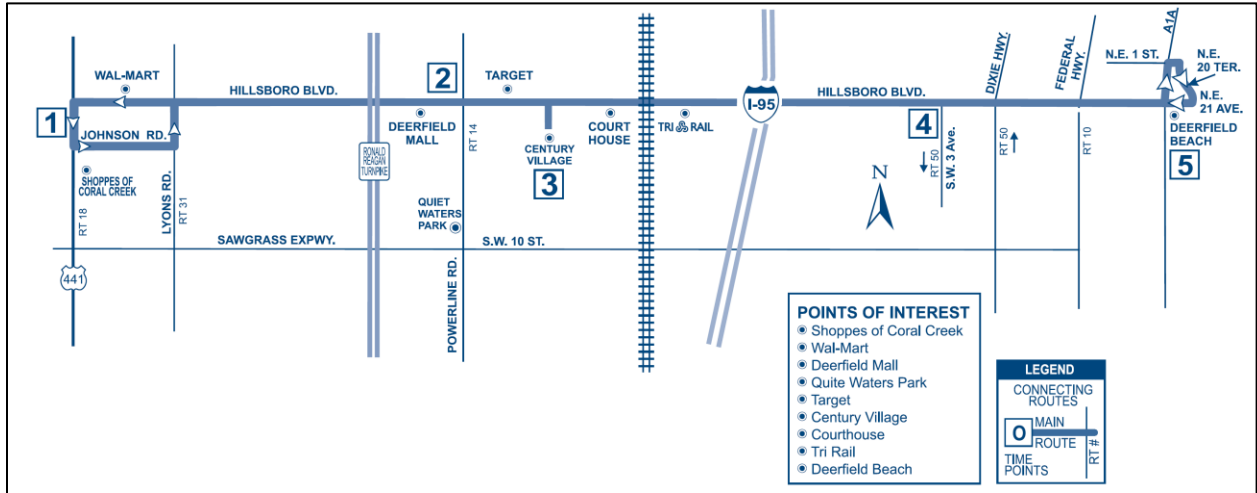 WAL-MART
HILLSBORO BLVD.
1
JOHNSON RD.
SHOPPES OF
CORAL CREEK
RT 18
LYONS RD.
RT 31
441
RONALD
REAGAN
TURNPIKE
2
TARGET
DEERFIELD
MALL
RT 14
QUIET
WATERS
PARK
CENTURY
VILLAGE
3
COURT
HOUSE
TRI RAIL
I-95
HILLSBORO BLVD.
4
RT 50
S.W. 3 Ave.
DIXIE HWY.
RT 50
FEDERAL
HWY.
RT 10
A1A
N.E. 1 ST.
N.E.
20 TER.
N.E.
21 AVE.
DEERFIELD
BEACH
5
N
SAWGRASS EXPWY.
S.W. 10 ST.
POWERLINE RD.
POINTS OF INTEREST
Shoppes of Coral Creek
Wal-Mart
Deerfield Mall
Quite Waters Park
Target
Century Village
Courthouse
Tri Rail
Deerfield Beach
LEGEND
CONNECTING
ROUTES
O
MAIN
ROUTE
TIME
POINTS
RT #